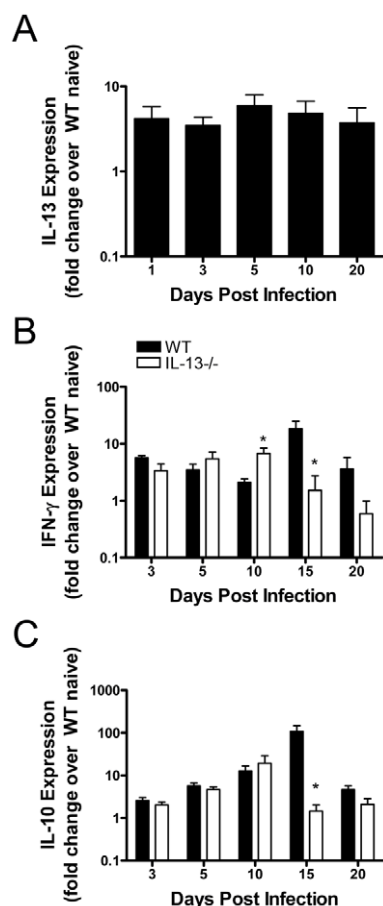 A
IL-13 Expression
(fold change over WT naive)
10
1
0.1
1 3 5 10 20
Days Post Infection
B
WT
IL-13-/-
IFN-γ Expression
(fold change over WT naive)
100
10
1
0.1
* *
3 5 10 15 20
Days Post Infection
C
IL-10 Expression
(fold change over WT naive)
1000
100
10
1
0.1
*
3 5 10 15 20
Days Post Infection